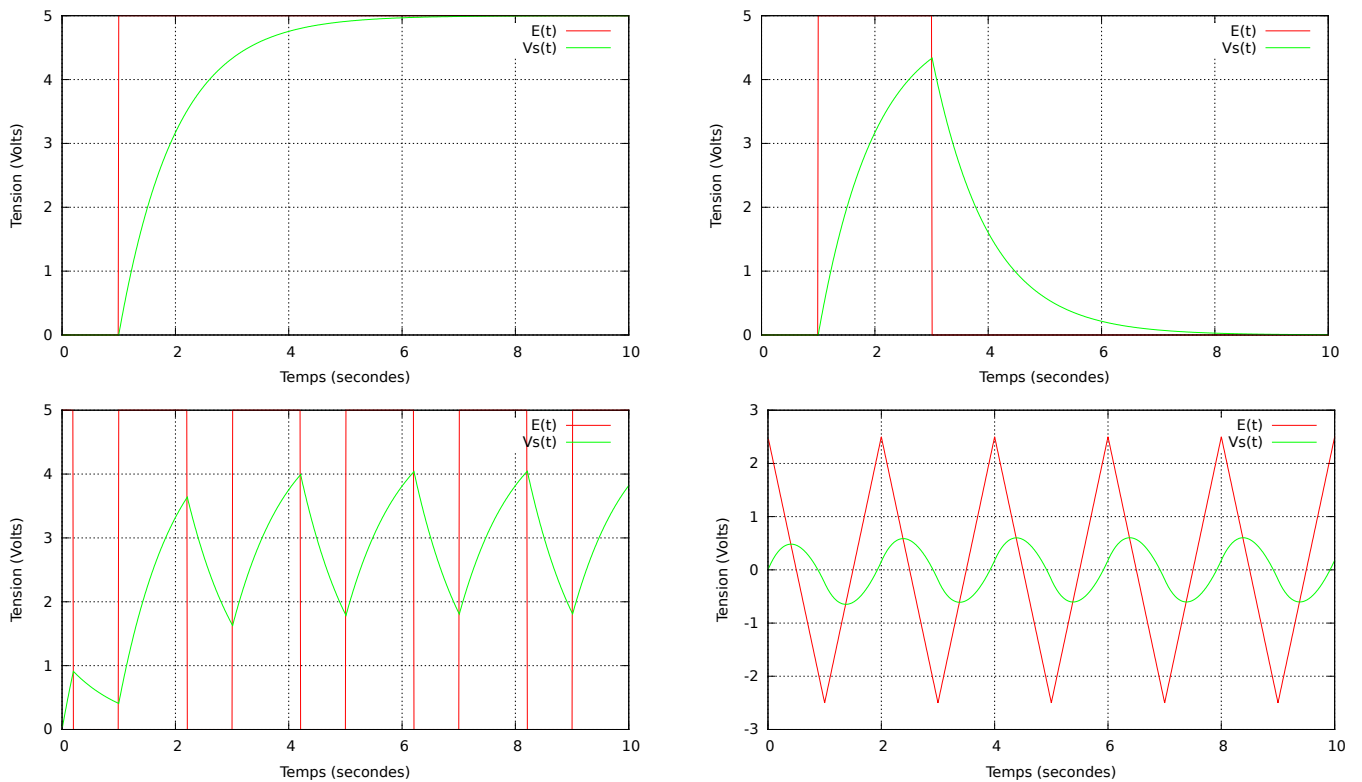 5
4
3
2
1
0
Tension (Volts)
E(t)
Vs(t)
0 2 4 6 8 10
Temps (secondes)
5
4
3
2
1
0
Tension (Volts)
E(t)
Vs(t)
0 2 4 6 8 10
Temps (secondes)
5
4
3
2
1
0
Tension (Volts)
E(t)
Vs(t)
0 2 4 6 8 10
Temps (secondes)
3
2
1
0
-1
-2
-3
Tension (Volts)
E(t)
Vs(t)
0 2 4 6 8 10
Temps (secondes)